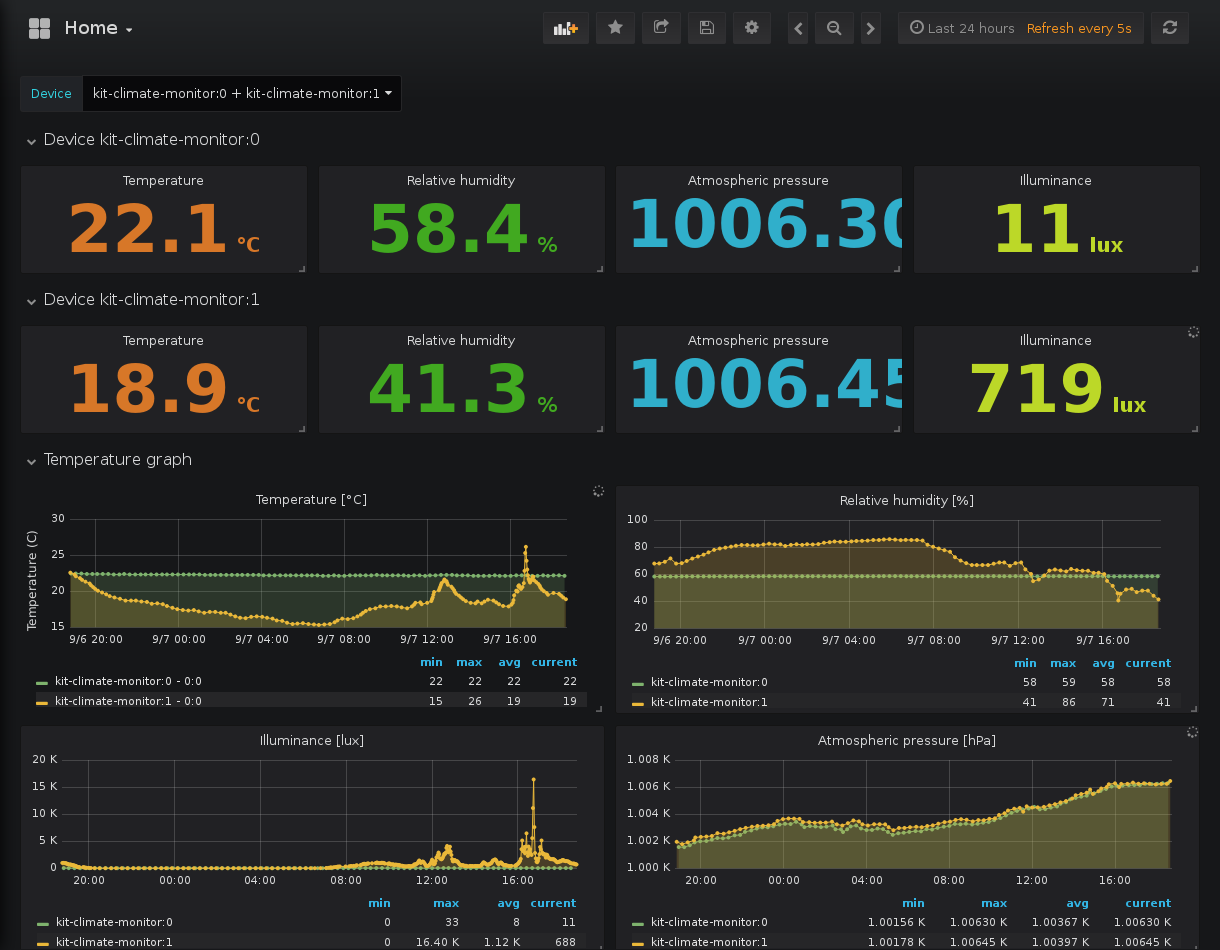 Home
Last 24 hours Refresh every 5s
Device kit-climate-monitor:0 + kit-climate-monitor:1
Device kit-climate-monitor:0
Temperature Relative humidity Atmospheric pressure Illuminance
22.1 °C 58.4 % 1006.30 11 lux
Device kit-climate-monitor:1
Temperature Relative humidity Atmospheric pressure Illuminance
18.9 °C 41.3 % 1006.45 719 lux
Temperature graph
Temperature [°C]
Temperature (C)
30
25
20
15
9/6 20:00 9/7 00:00 9/7 04:00 9/7 08:00 9/7 12:00 9/7 16:00
min max avg current
kit-climate-monitor:0 - 0:0 22 22 22 22
kit-climate-monitor:1 - 0:0 15 26 19 19
Relative humidity [%]
100
80
60
40
20
9/6 20:00 9/7 00:00 9/7 04:00 9/7 08:00 9/7 12:00 9/7 16:00
min max avg current
kit-climate-monitor:0 58 59 58 58
kit-climate-monitor:1 41 86 71 41
Illuminance [lux]
20 K
15 K
10 K
5 K
0
20:00 00:00 04:00 08:00 12:00 16:00
min max avg current
kit-climate-monitor:0 0 33 8 11
kit-climate-monitor:1 0 16.40 K 1.12 K 688
Atmospheric pressure [hPa]
1.008 K
1.006 K
1.004 K
1.002 K
1.000 K
20:00 00:00 04:00 08:00 12:00 16:00
min max avg current
kit-climate-monitor:0 1.00156 K 1.00630 K 1.00367 K 1.00630 K
kit-climate-monitor:1 1.00178 K 1.00645 K 1.00397 K 1.00645 K